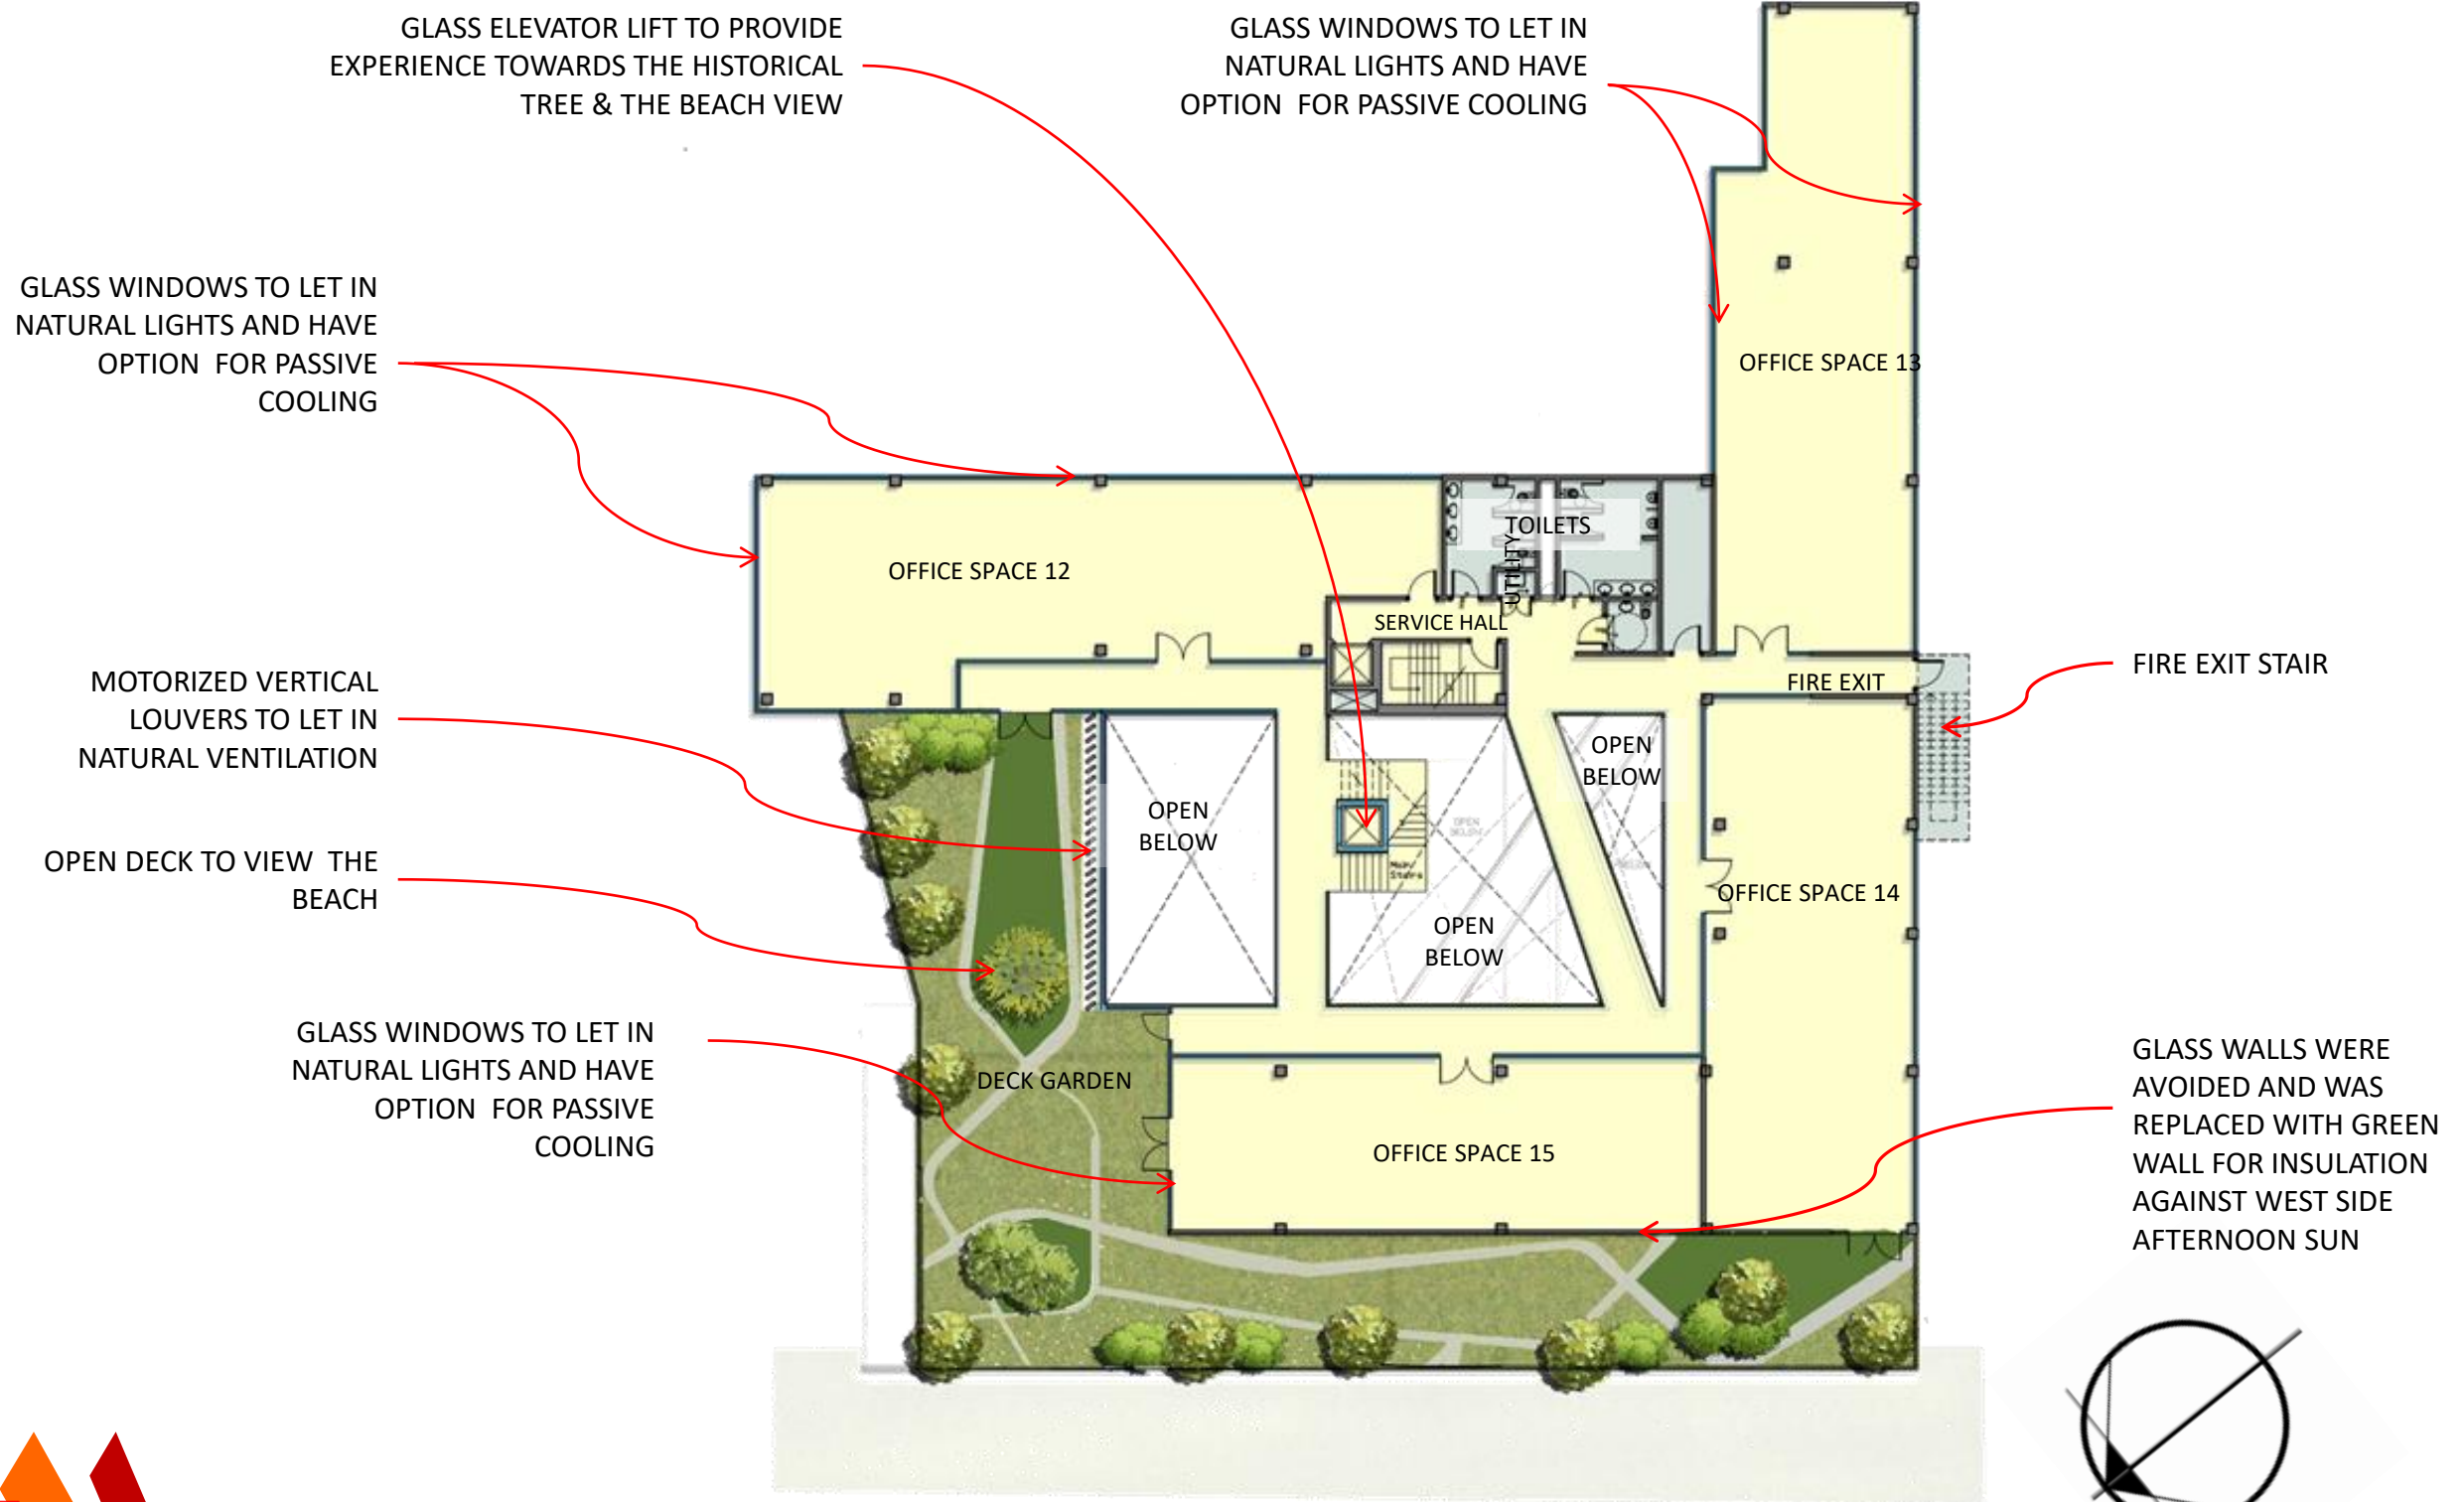 GLASS ELEVATOR LIFT TO PROVIDE
EXPERIENCE TOWARDS THE HISTORICAL
TREE & THE BEACH VIEW
GLASS WINDOWS TO LET IN
NATURAL LIGHTS AND HAVE
OPTION FOR PASSIVE COOLING
GLASS WINDOWS TO LET IN
NATURAL LIGHTS AND HAVE
OPTION FOR PASSIVE
COOLING
OFFICE SPACE 13
TOILETS
UTILITY
OFFICE SPACE 12
SERVICE HALL
MOTORIZED VERTICAL
LOUVERS TO LET IN
NATURAL VENTILATION
FIRE EXIT
FIRE EXIT STAIR
OPEN
BELOW
OPEN
BELOW
OPEN
BELOW
Main
Stairs
OPEN
BELOW
OPEN DECK TO VIEW THE
BEACH
OFFICE SPACE 14
GLASS WINDOWS TO LET IN
NATURAL LIGHTS AND HAVE
OPTION FOR PASSIVE
COOLING
DECK GARDEN
OFFICE SPACE 15
GLASS WALLS WERE
AVOIDED AND WAS
REPLACED WITH GREEN
WALL FOR INSULATION
AGAINST WEST SIDE
AFTERNOON SUN